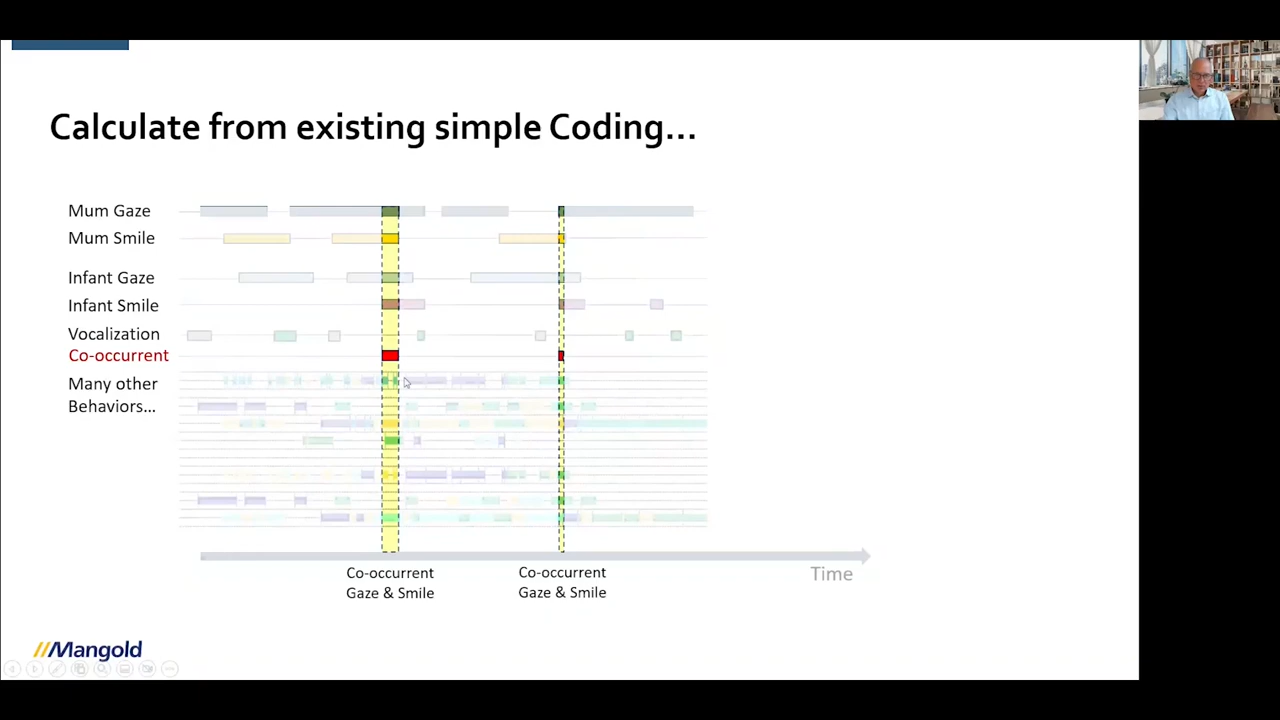 Calculate from existing simple Coding...
Mum Gaze
Mum Smile
Infant Gaze
Infant Smile
Vocalization
Co-occurrent
Many other
Behaviors...
Co-occurrent
Gaze & Smile
Co-occurrent
Gaze & Smile
Time
//Mangold